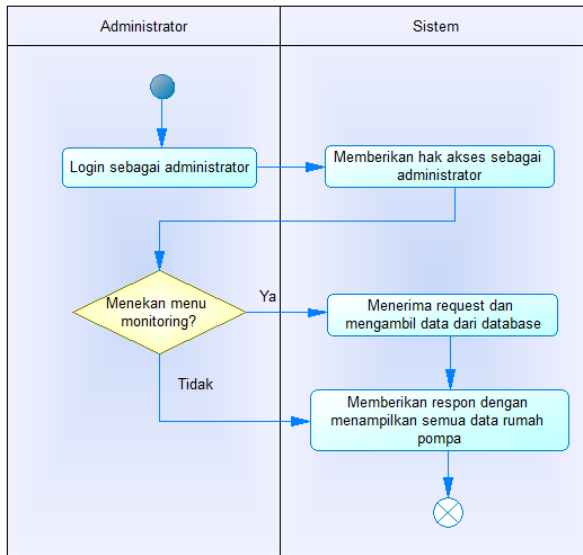 Administrator
Sistem
Login sebagai administrator
Memberikan hak akses sebagai
administrator
Menekan menu
monitoring?
Ya
Menerima request dan
mengambil data dari database
Tidak
Memberikan respon dengan
menampilkan semua data rumah
pompa